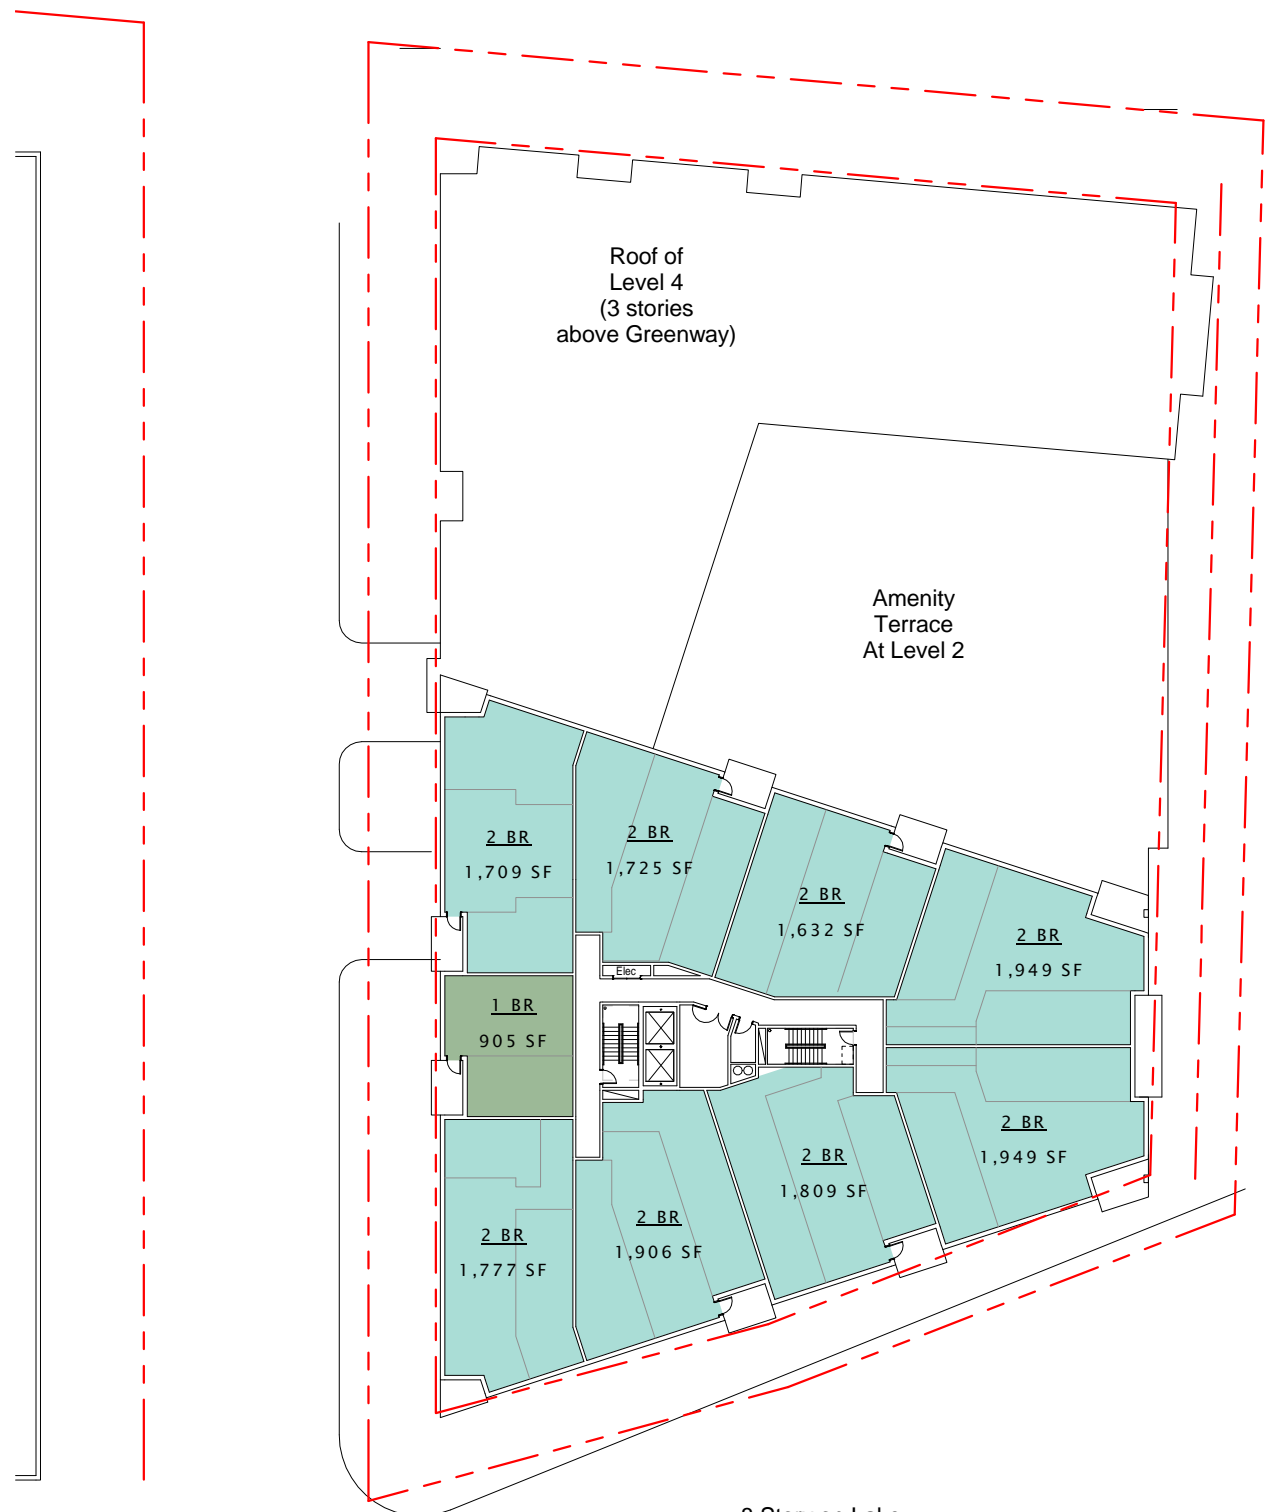 Roof of
Level 4
(3 stories
above Greenway)
Amenity
Terrace
At Level 2
2 BR
1,709 SF
2 BR
1,725 SF
2 BR
1,632 SF
2 BR
1,949 SF
Elec
1 BR
905 SF
2 BR
1,949 SF
2 BR
1,809 SF
2 BR
1,906 SF
2 BR
1,777 SF